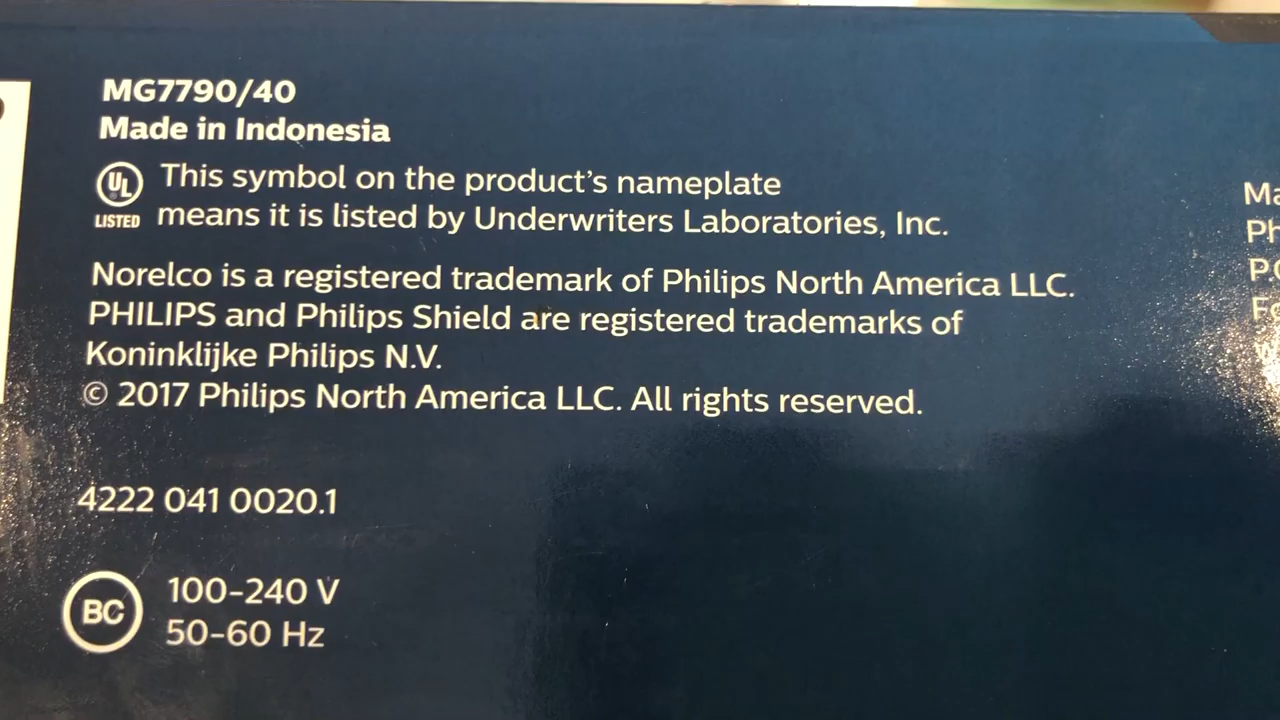 MG7790/40
Made in Indonesia
UL
LISTED
This symbol on the product's nameplate
means it is listed by Underwriters Laboratories, Inc.
Norelco is a registered trademark of Philips North America LLC.
PHILIPS and Philips Shield are registered trademarks of
Koninklijke Philips N.V.
© 2017 Philips North America LLC. All rights reserved.
4222 041 0020.1
BC
100-240 V
50-60 Hz